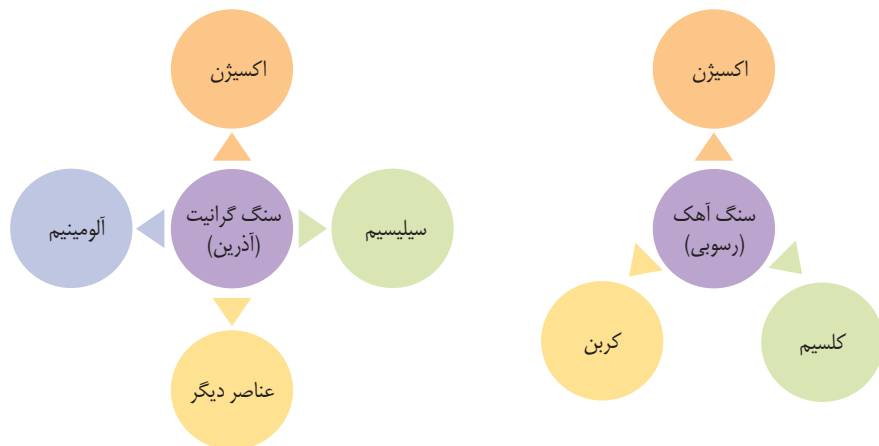 اکسیژن
سنگ آهک
(رسوبی)
کلسیم
کربن
اکسیژن
سنگ گرانیت
(آذرین)
سیلیسیم
آلومینیم
عناصر دیگر